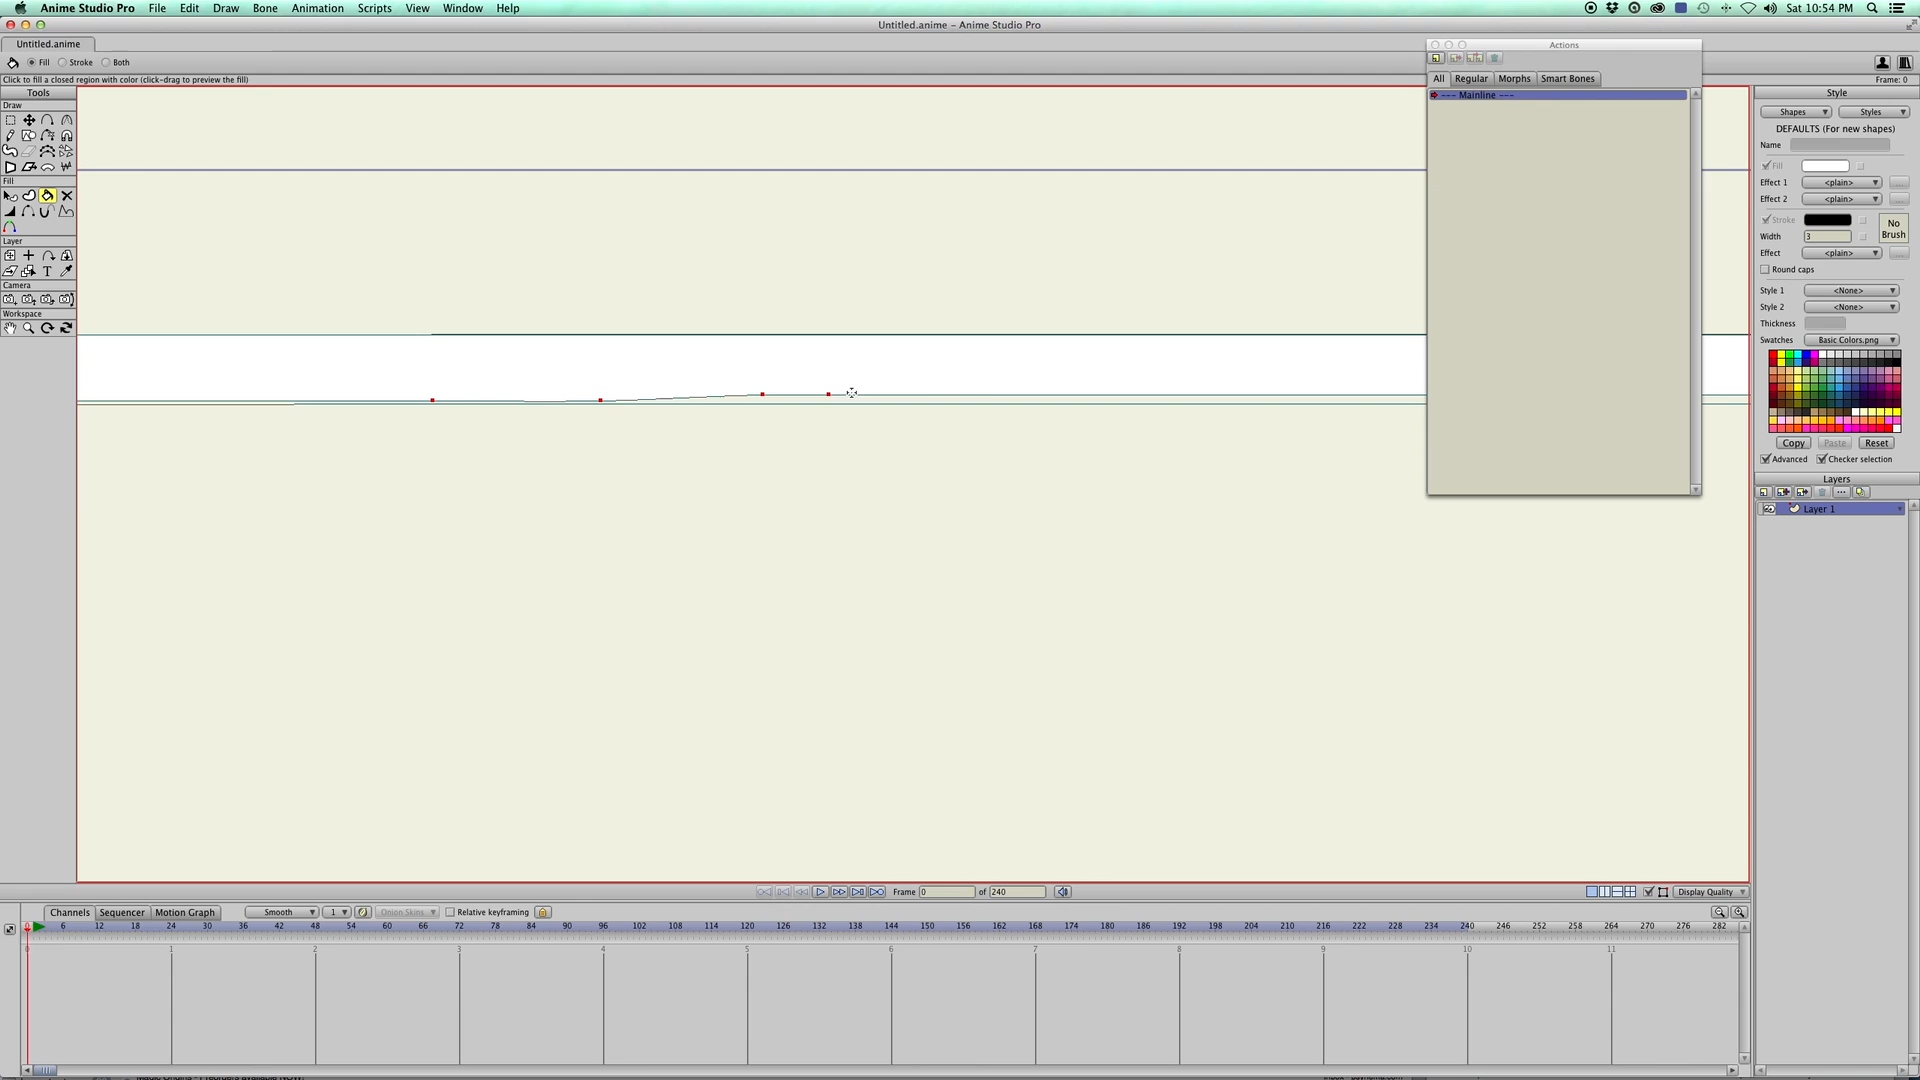 Anime Studio Pro File Edit Draw Bone Animation Scripts View Window Help Sat 10:54 PM
Untitled.anime – Anime Studio Pro
Untitled.anime
Fill Stroke Both
Click to fill a closed region with color (click-drag to preview the fill)
Frame: 0
Tools
Draw
Fill
Layer
T
Camera
Workspace
Actions
All Regular Morphs Smart Bones
--- Mainline ---
Style
Shapes Styles
DEFAULTS (For new shapes)
Name
Fill
Effect 1 <plain> ...
Effect 2 <plain> ...
Stroke
No Brush
Width 3
Effect <plain> ...
Round caps
Style 1 <None>
Style 2 <None>
Thickness
Swatches Basic Colors.png
Copy Paste Reset
Advanced Checker selection
Layers
Layer 1
Frame 0 of 240
Display Quality
Channels Sequencer Motion Graph Smooth 1 Onion Skins Relative keyframing
0 6 12 18 24 30 36 42 48 54 60 66 72 78 84 90 96 102 108 114 120 126 132 138 144 150 156 162 168 174 180 186 192 198 204 210 216 222 228 234 240 246 252 258 264 270 276 282
0 1 2 3 4 5 6 7 8 9 10 11